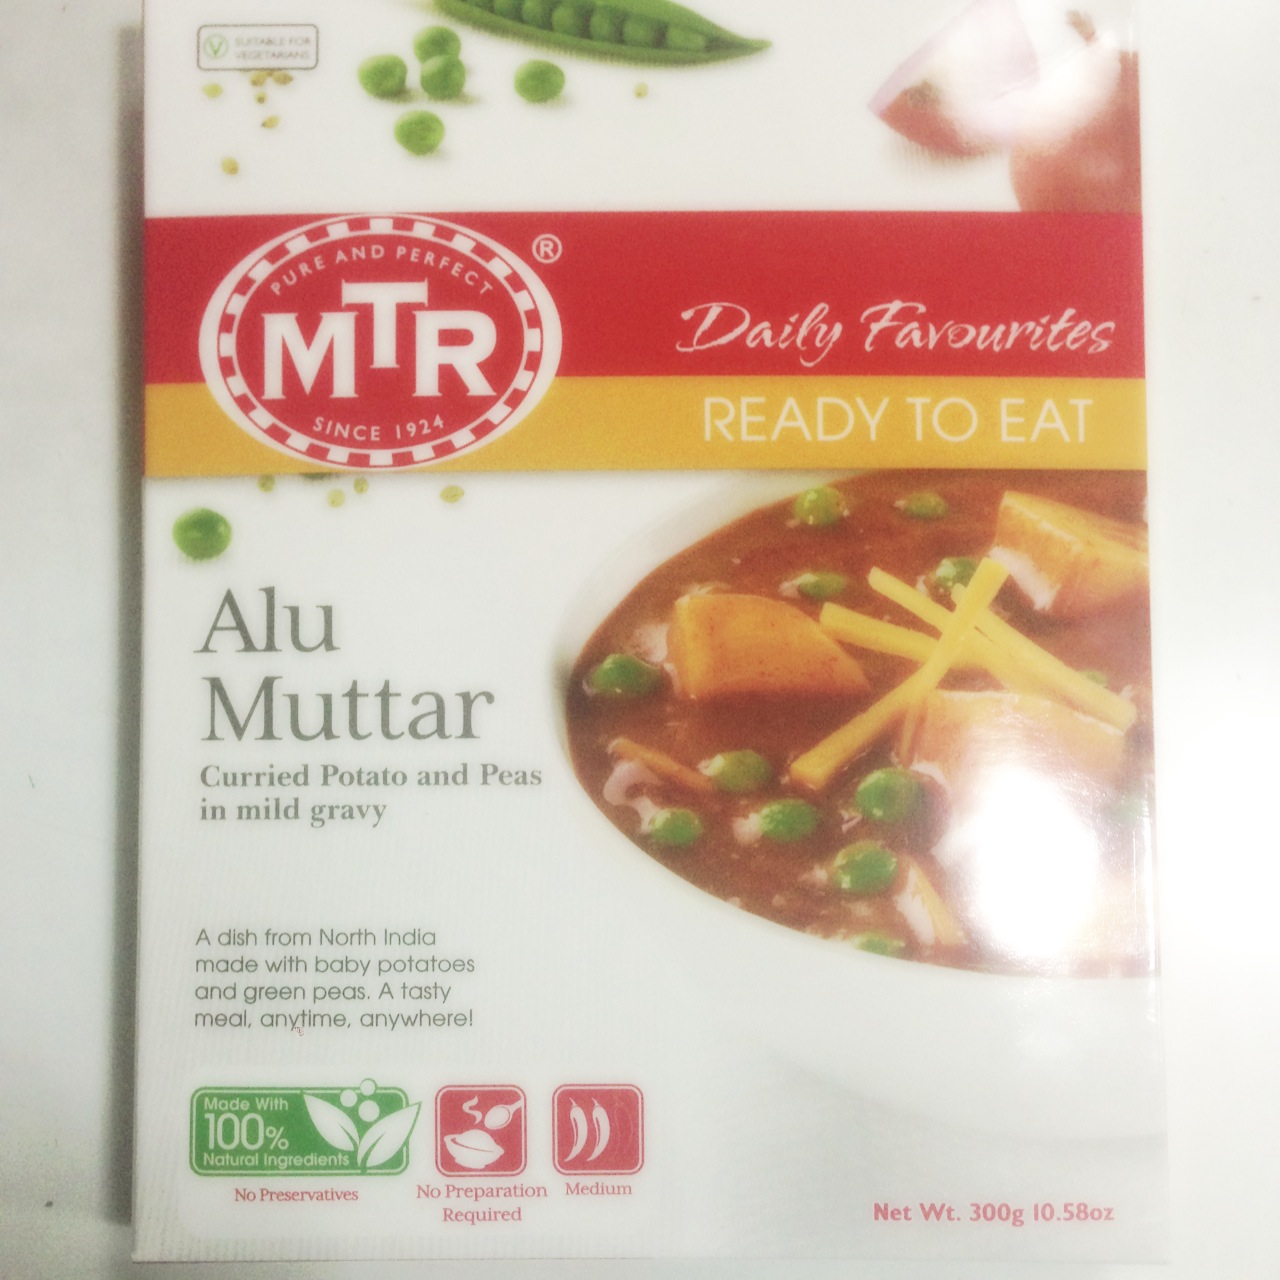 SUITABLE FOR
VEGETARIANS
PURE AND PERFECT
MTR
SINCE 1924
®
Daily Favourites
READY TO EAT
Alu
Muttar
Curried Potato and Peas
in mild gravy
A dish from North India
made with baby potatoes
and green peas. A tasty
meal, anytime, anywhere!
Made With
100%
Natural Ingredients
No Preservatives
No Preparation
Required
Medium
Net Wt. 300g 10.58oz